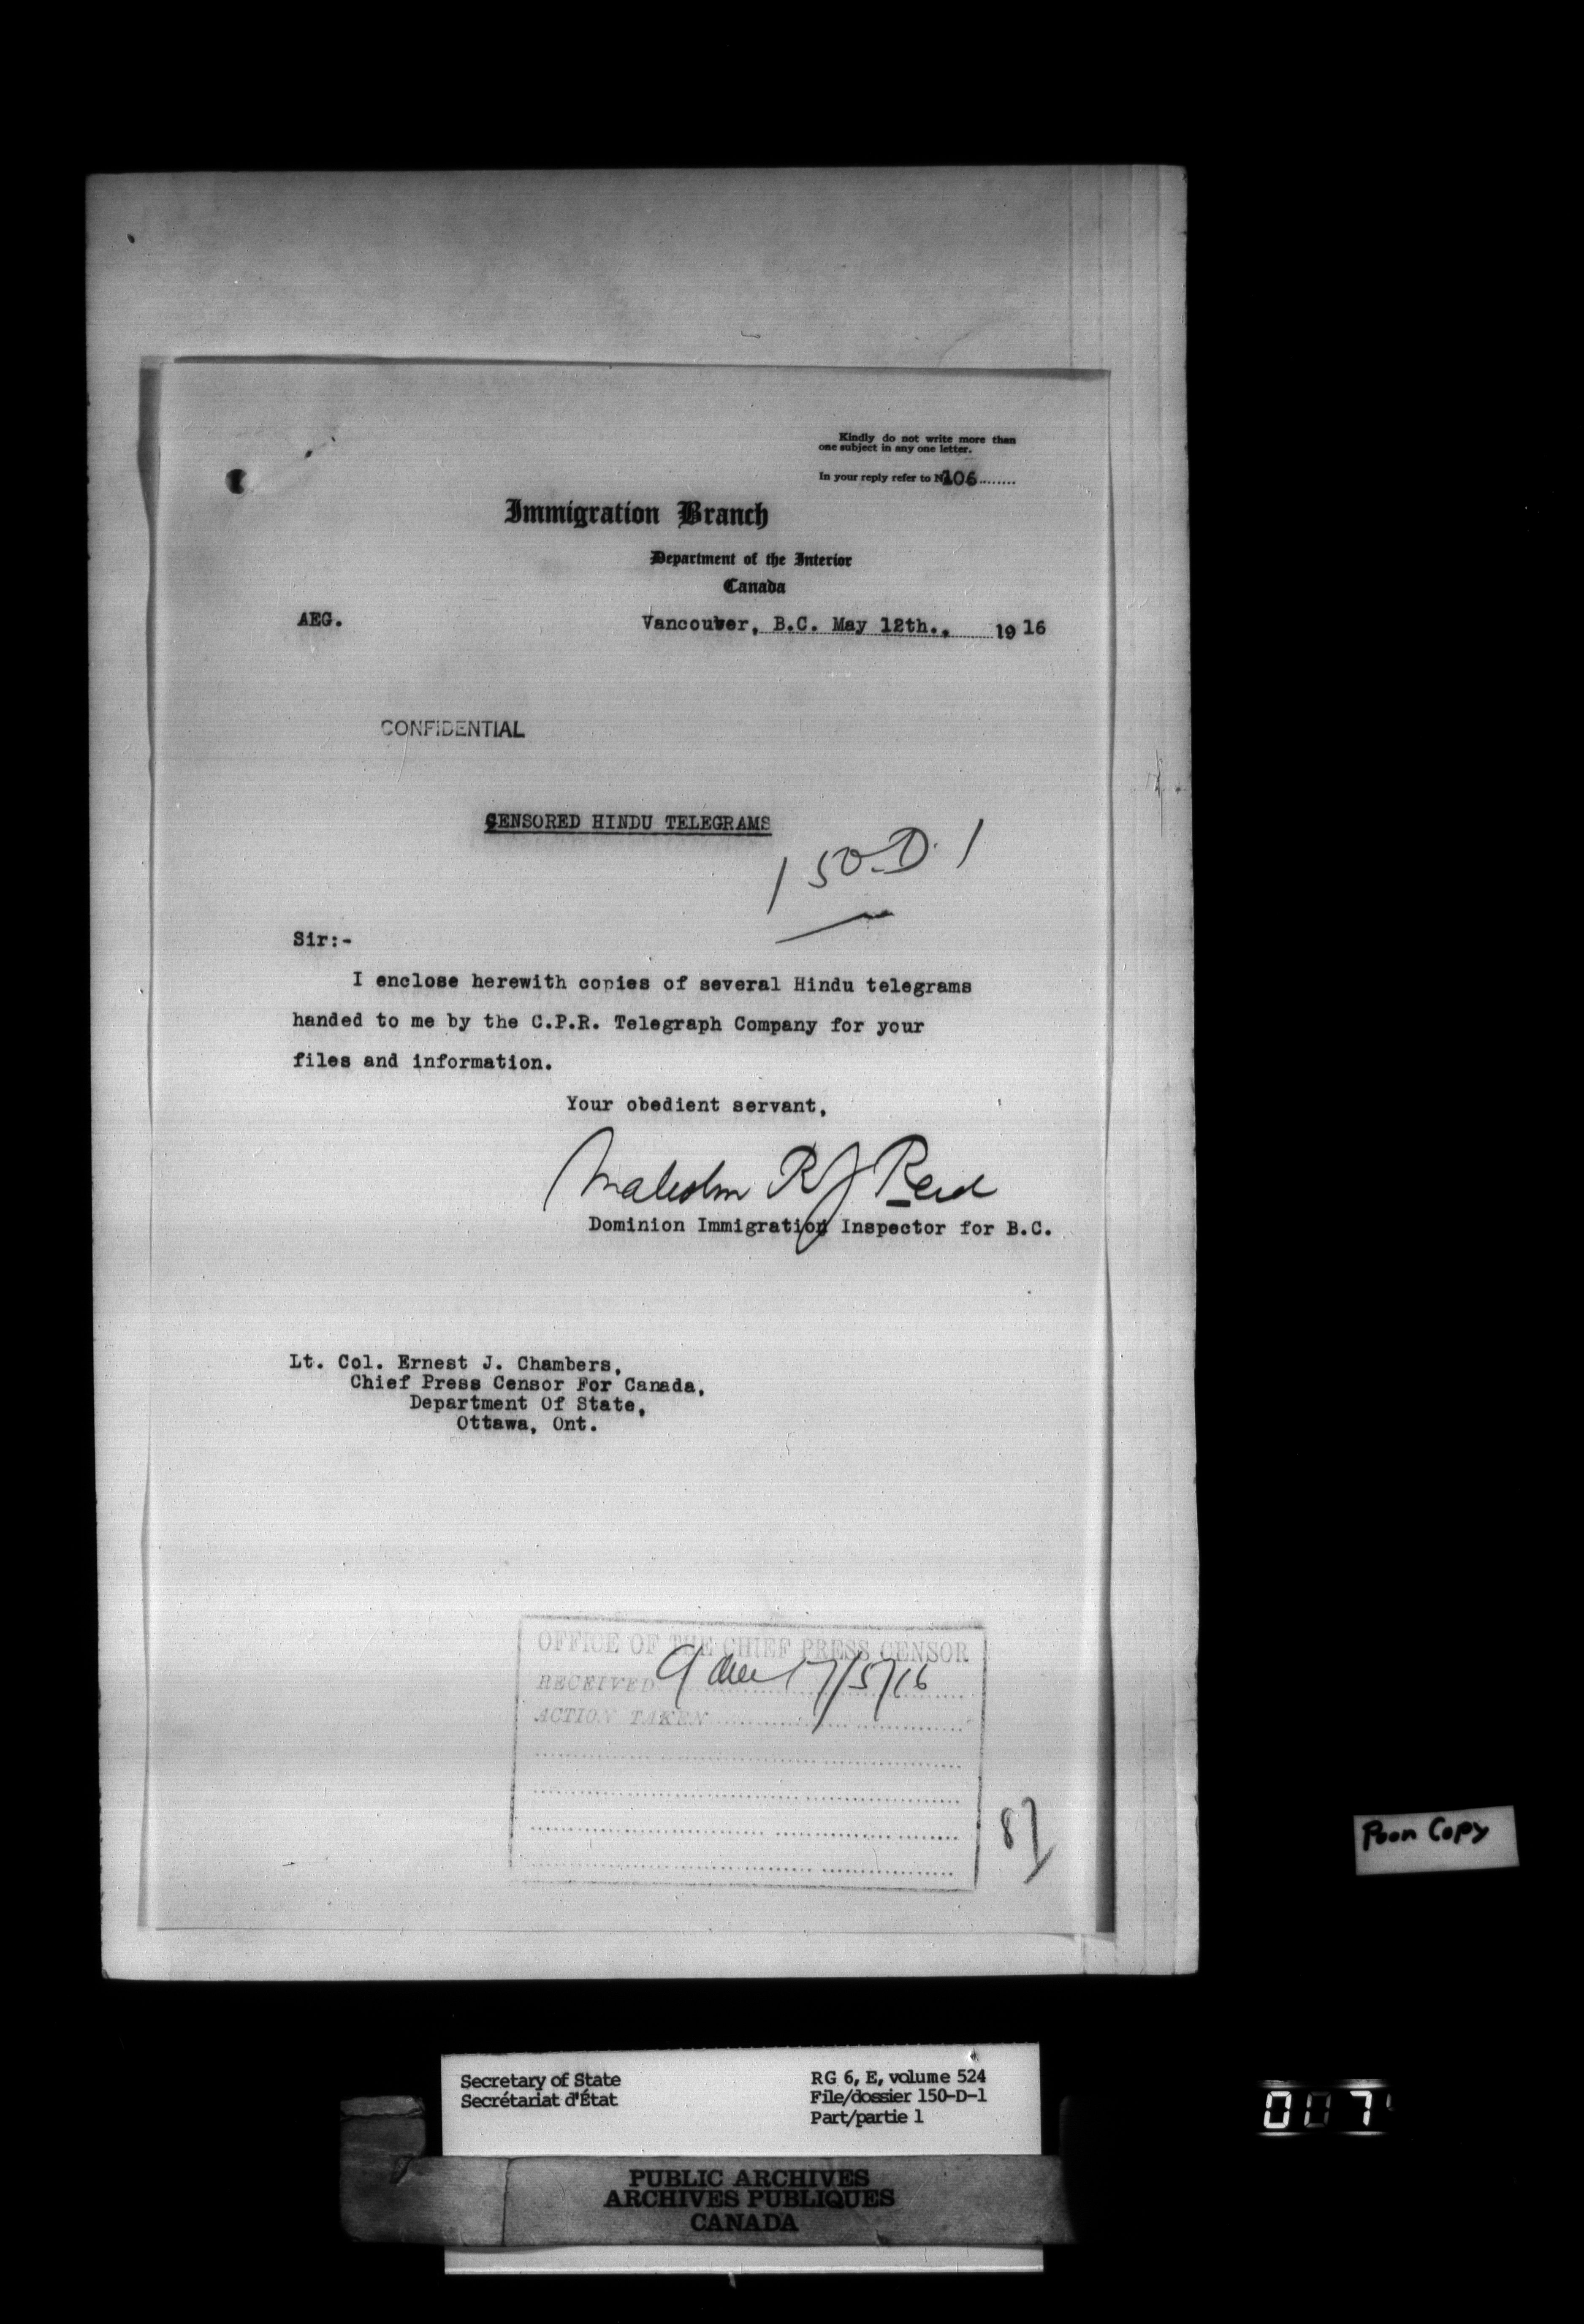 Kindly do not write more than
one subject in any one letter.
In your reply refer to No 106
Immigration Branch
Department of the Interior
Canada
AEG.
Vancouver, B.C. May 12th., 1916
CONFIDENTIAL
CENSORED HINDU TELEGRAMS
150-D-1
Sir:-
I enclose herewith copies of several Hindu telegrams
handed to me by the C.P.R. Telegraph Company for your
files and information.
Your obedient servant,
Malcolm R J Reid
Dominion Immigration Inspector for B.C.
Lt. Col. Ernest J. Chambers,
Chief Press Censor For Canada,
Department Of State,
Ottawa, Ont.
OFFICE OF THE CHIEF PRESS CENSOR
RECEIVED 17/5/16
ACTION TAKEN
Poor Copy
Secretary of State
Secrétariat d'État
RG 6, E, volume 524
File/dossier 150-D-1
Part/partie 1
PUBLIC ARCHIVES
ARCHIVES PUBLIQUES
CANADA